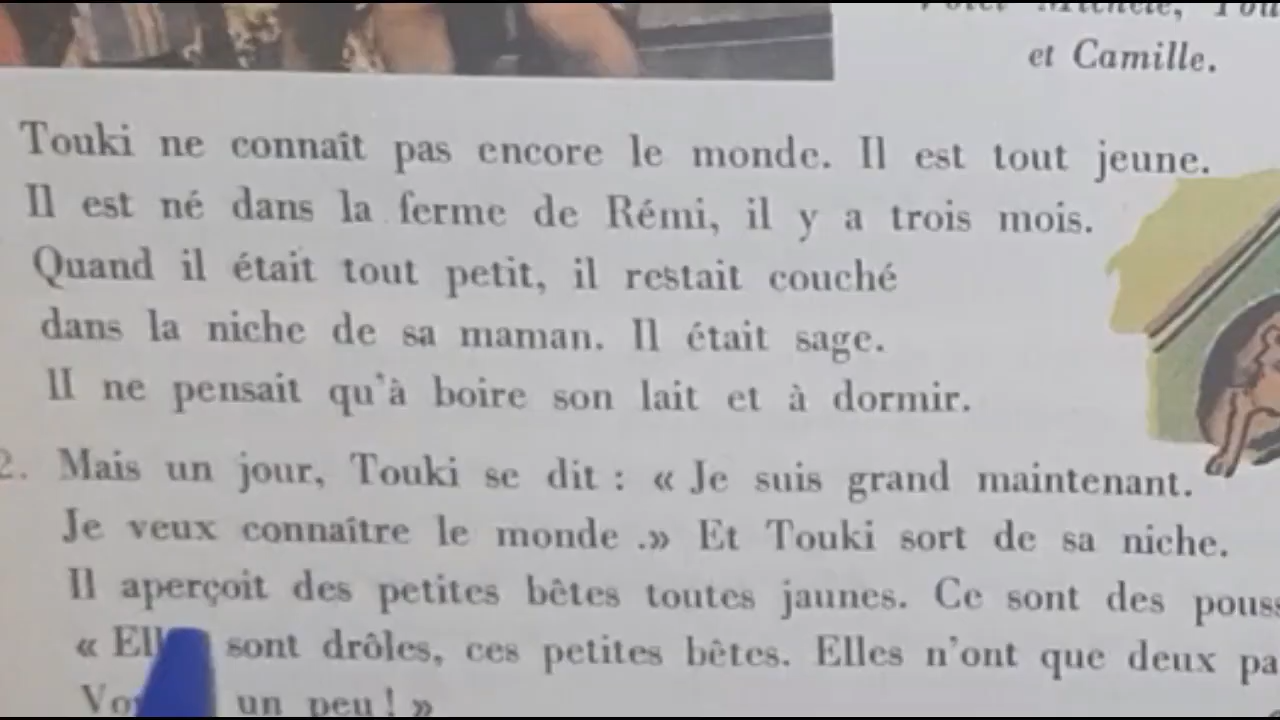 et Camille.
Touki ne connaît pas encore le monde. Il est tout jeune.
Il est né dans la ferme de Rémi, il y a trois mois.
Quand il était tout petit, il restait couché
dans la niche de sa maman. Il était sage.
Il ne pensait qu'à boire son lait et à dormir.
2. Mais un jour, Touki se dit : « Je suis grand maintenant.
Je veux connaître le monde .» Et Touki sort de sa niche.
Il aperçoit des petites bêtes toutes jaunes. Ce sont des
« sont drôles, ces petites bêtes. Elles n'ont que deux
un peu ! »